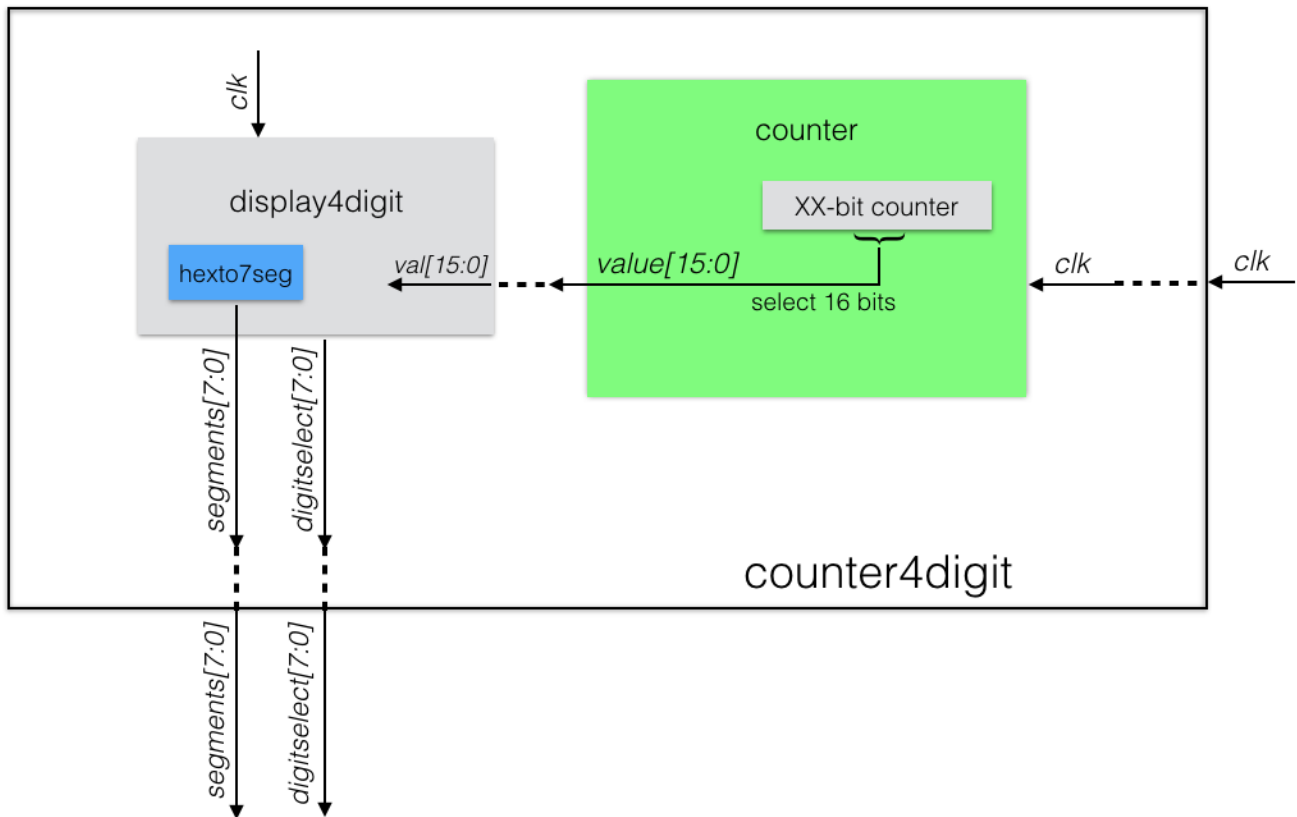 clk
display4digit
hexto7seg
val[15:0]
counter
XX-bit counter
value[15:0]
select 16 bits
clk
clk
segments[7:0]
digitselect[7:0]
counter4digit
segments[7:0]
digitselect[7:0]